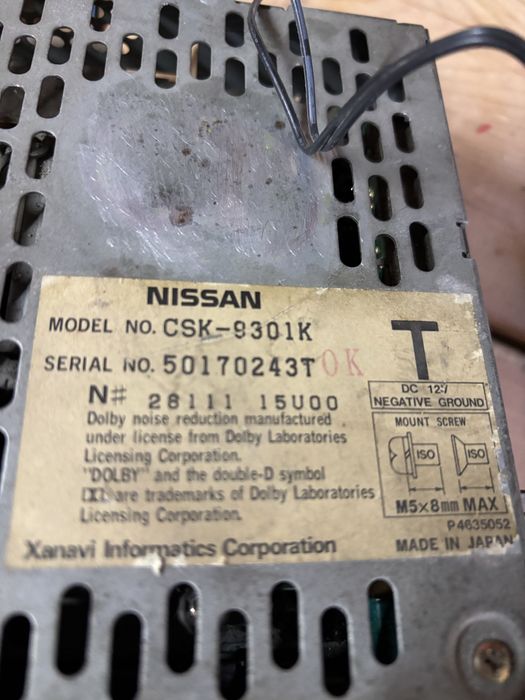 NISSAN
MODEL NO. CSK-9301K
SERIAL NO. 50170243T OK
T
N# 28111 15U00
DC 12V
NEGATIVE GROUND
Dolby noise reduction manufactured
under license from Dolby Laboratories
Licensing Corporation.
"DOLBY" and the double-D symbol
are trademarks of Dolby Laboratories
Licensing Corporation.
MOUNT SCREW
ISO ISO
M5×8mm MAX
P4635052
Xanavi Informatics Corporation
MADE IN JAPAN